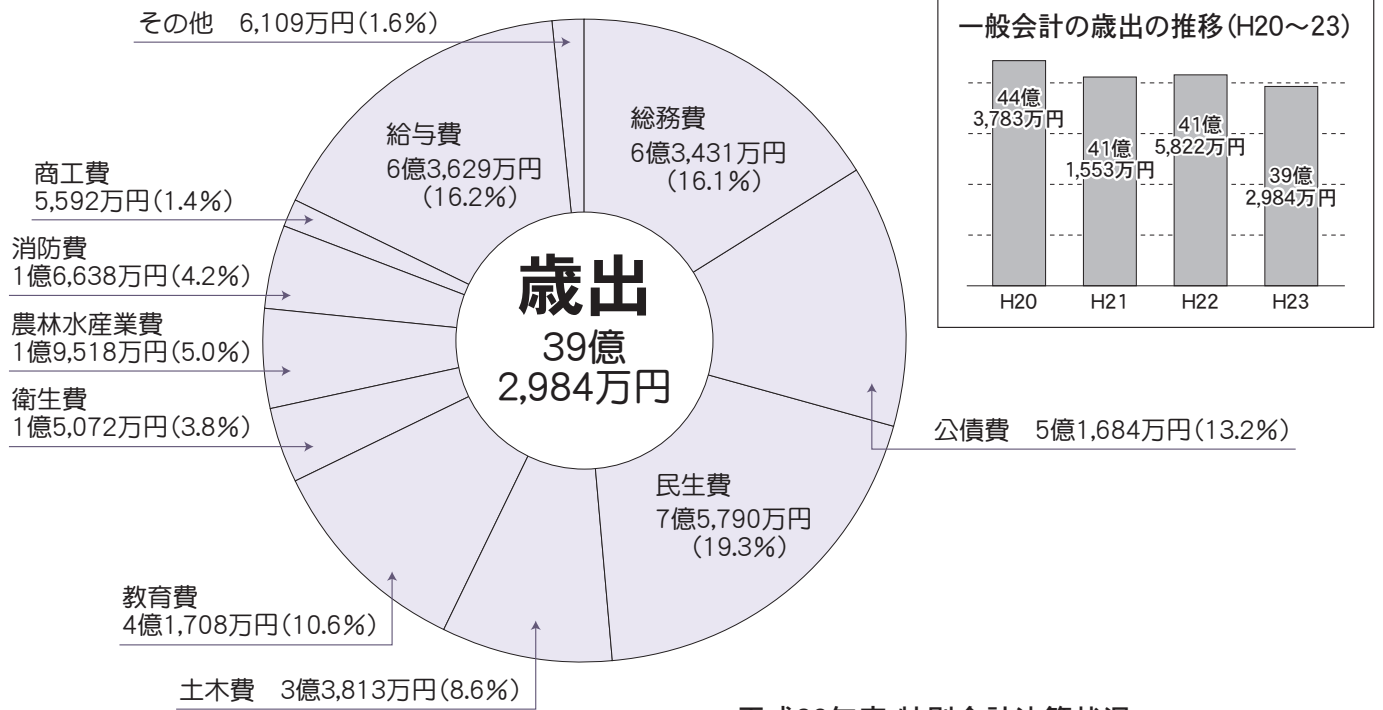 その他 6,109万円(1.6%)
総務費
6億3,431万円
(16.1%)
公債費 5億1,684万円(13.2%)
民生費
7億5,790万円
(19.3%)
土木費 3億3,813万円(8.6%)
教育費
4億1,708万円(10.6%)
衛生費
1億5,072万円(3.8%)
農林水産業費
1億9,518万円(5.0%)
消防費
1億6,638万円(4.2%)
商工費
5,592万円(1.4%)
給与費
6億3,629万円
(16.2%)
歳出
39億
2,984万円
一般会計の歳出の推移(H20～23)
44億
3,783万円
41億
1,553万円
41億
5,822万円
39億
2,984万円
H20 H21 H22 H23